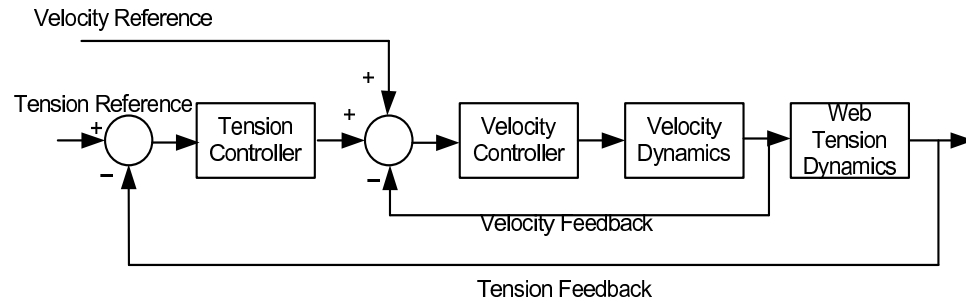 Velocity Reference
+
Tension Reference
+
−
Tension
Controller
+
−
Velocity
Controller
Velocity
Dynamics
Web
Tension
Dynamics
Velocity Feedback
Tension Feedback